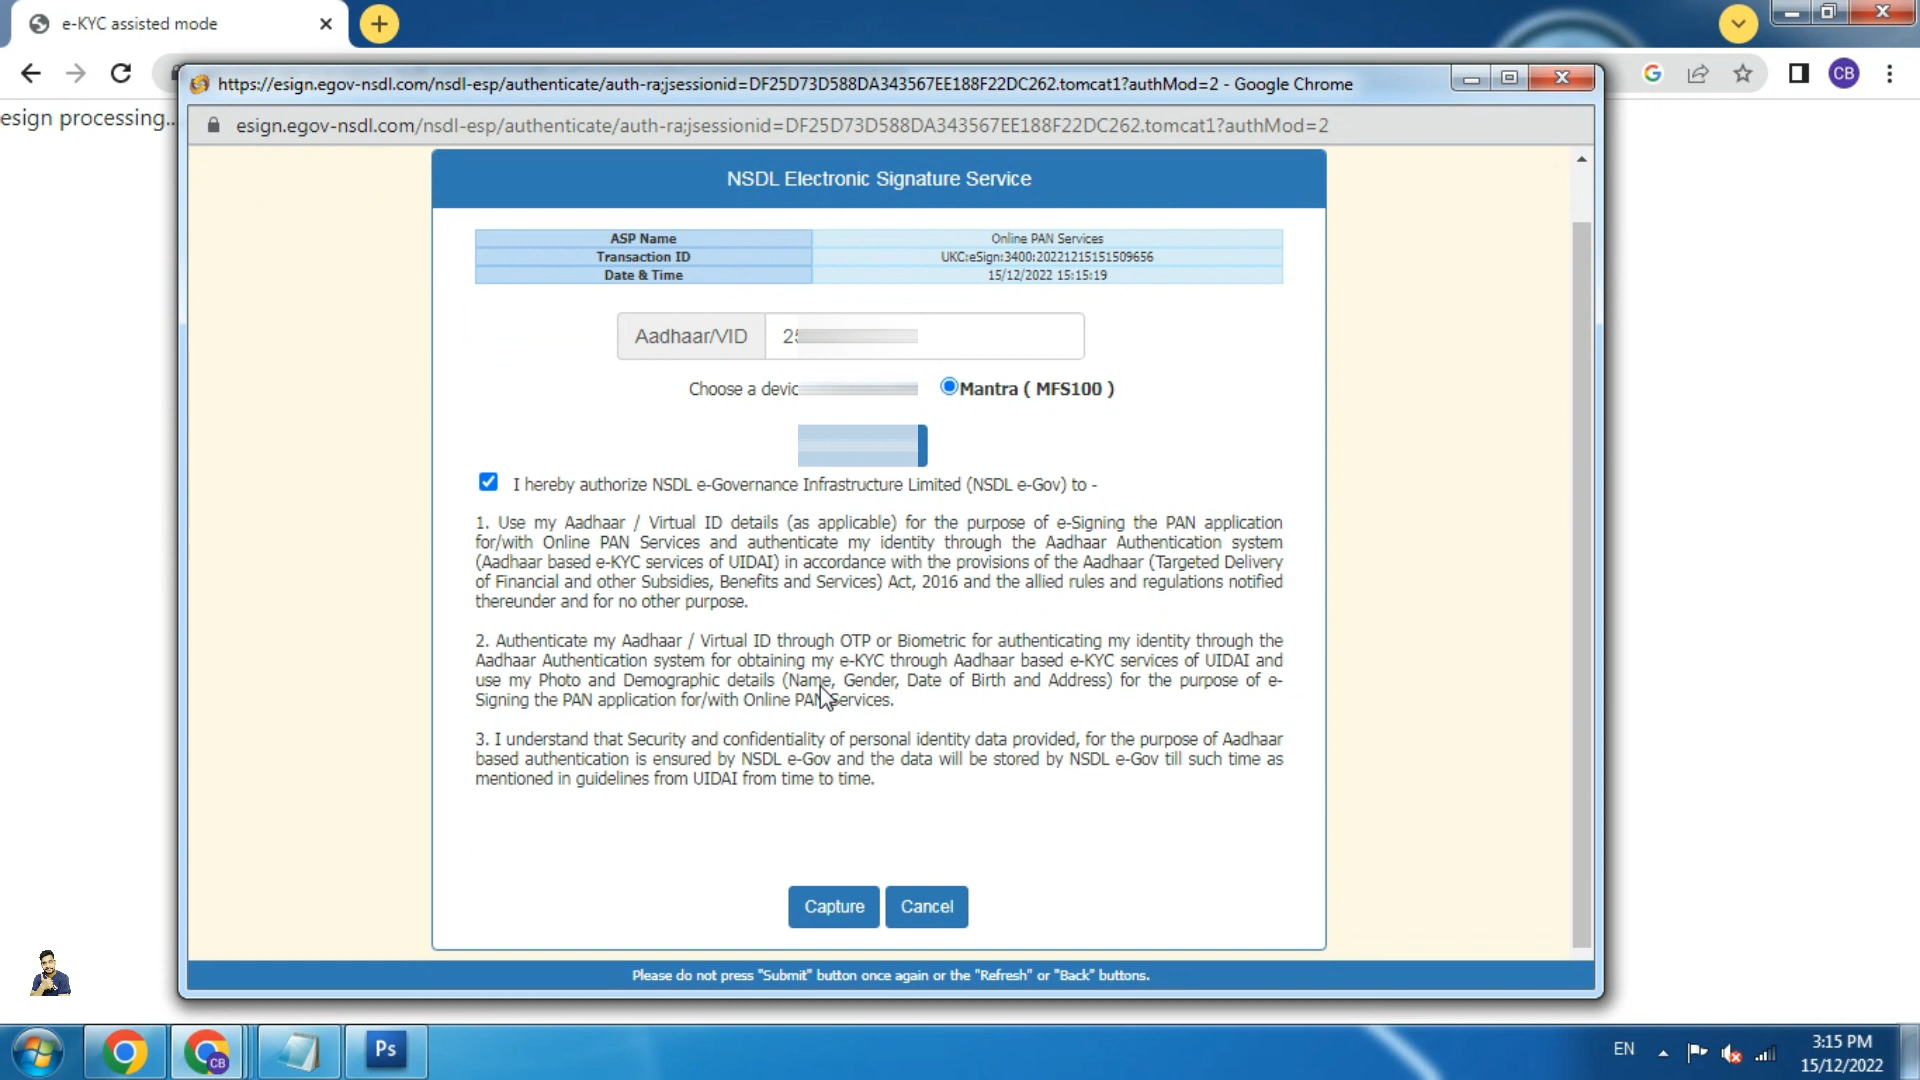 e-KYC assisted mode
https://esign.egov-nsdl.com/nsdl-esp/authenticate/auth-ra;jsessionid=DF25D73D588DA343567EE188F22DC262.tomcat1?authMod=2 - Google Chrome
CB
esign processing..
esign.egov-nsdl.com/nsdl-esp/authenticate/auth-ra;jsessionid=DF25D73D588DA343567EE188F22DC262.tomcat1?authMod=2
NSDL Electronic Signature Service
ASP Name Online PAN Services
Transaction ID UKC:eSign:3400:20221215151509656
Date & Time 15/12/2022 15:15:19
Aadhaar/VID
Choose a devic Mantra ( MFS100 )
I hereby authorize NSDL e-Governance Infrastructure Limited (NSDL e-Gov) to -
1. Use my Aadhaar / Virtual ID details (as applicable) for the purpose of e-Signing the PAN application
for/with Online PAN Services and authenticate my identity through the Aadhaar Authentication system
(Aadhaar based e-KYC services of UIDAI) in accordance with the provisions of the Aadhaar (Targeted Delivery
of Financial and other Subsidies, Benefits and Services) Act, 2016 and the allied rules and regulations notified
thereunder and for no other purpose.
2. Authenticate my Aadhaar / Virtual ID through OTP or Biometric for authenticating my identity through the
Aadhaar Authentication system for obtaining my e-KYC through Aadhaar based e-KYC services of UIDAI and
use my Photo and Demographic details (Name, Gender, Date of Birth and Address) for the purpose of e-
Signing the PAN application for/with Online PAN Services.
3. I understand that Security and confidentiality of personal identity data provided, for the purpose of Aadhaar
based authentication is ensured by NSDL e-Gov and the data will be stored by NSDL e-Gov till such time as
mentioned in guidelines from UIDAI from time to time.
Capture Cancel
Please do not press "Submit" button once again or the "Refresh" or "Back" buttons.
CB
Ps
EN
3:15 PM
15/12/2022